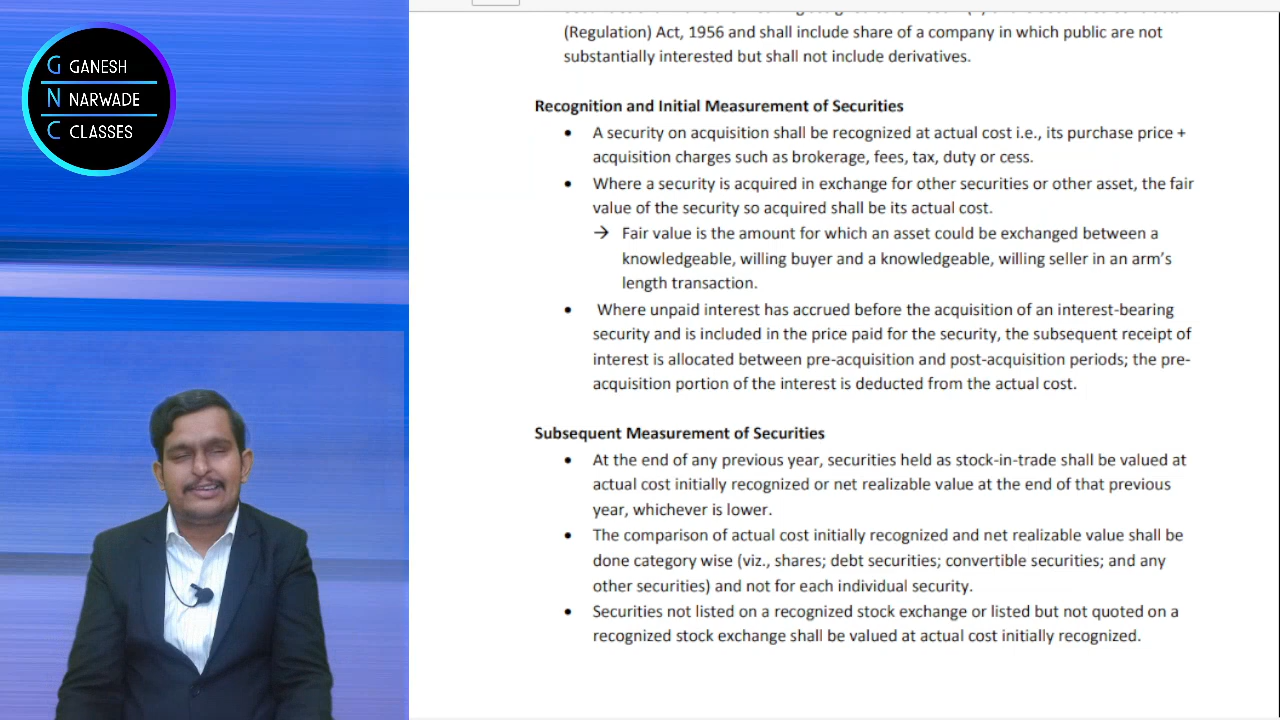 G GANESH
N NARWADE
C CLASSES
(Regulation) Act, 1956 and shall include share of a company in which public are not
substantially interested but shall not include derivatives.
Recognition and Initial Measurement of Securities
• A security on acquisition shall be recognized at actual cost i.e., its purchase price +
acquisition charges such as brokerage, fees, tax, duty or cess.
• Where a security is acquired in exchange for other securities or other asset, the fair
value of the security so acquired shall be its actual cost.
→ Fair value is the amount for which an asset could be exchanged between a
knowledgeable, willing buyer and a knowledgeable, willing seller in an arm's
length transaction.
• Where unpaid interest has accrued before the acquisition of an interest-bearing
security and is included in the price paid for the security, the subsequent receipt of
interest is allocated between pre-acquisition and post-acquisition periods; the pre-
acquisition portion of the interest is deducted from the actual cost.
Subsequent Measurement of Securities
• At the end of any previous year, securities held as stock-in-trade shall be valued at
actual cost initially recognized or net realizable value at the end of that previous
year, whichever is lower.
• The comparison of actual cost initially recognized and net realizable value shall be
done category wise (viz., shares; debt securities; convertible securities; and any
other securities) and not for each individual security.
• Securities not listed on a recognized stock exchange or listed but not quoted on a
recognized stock exchange shall be valued at actual cost initially recognized.